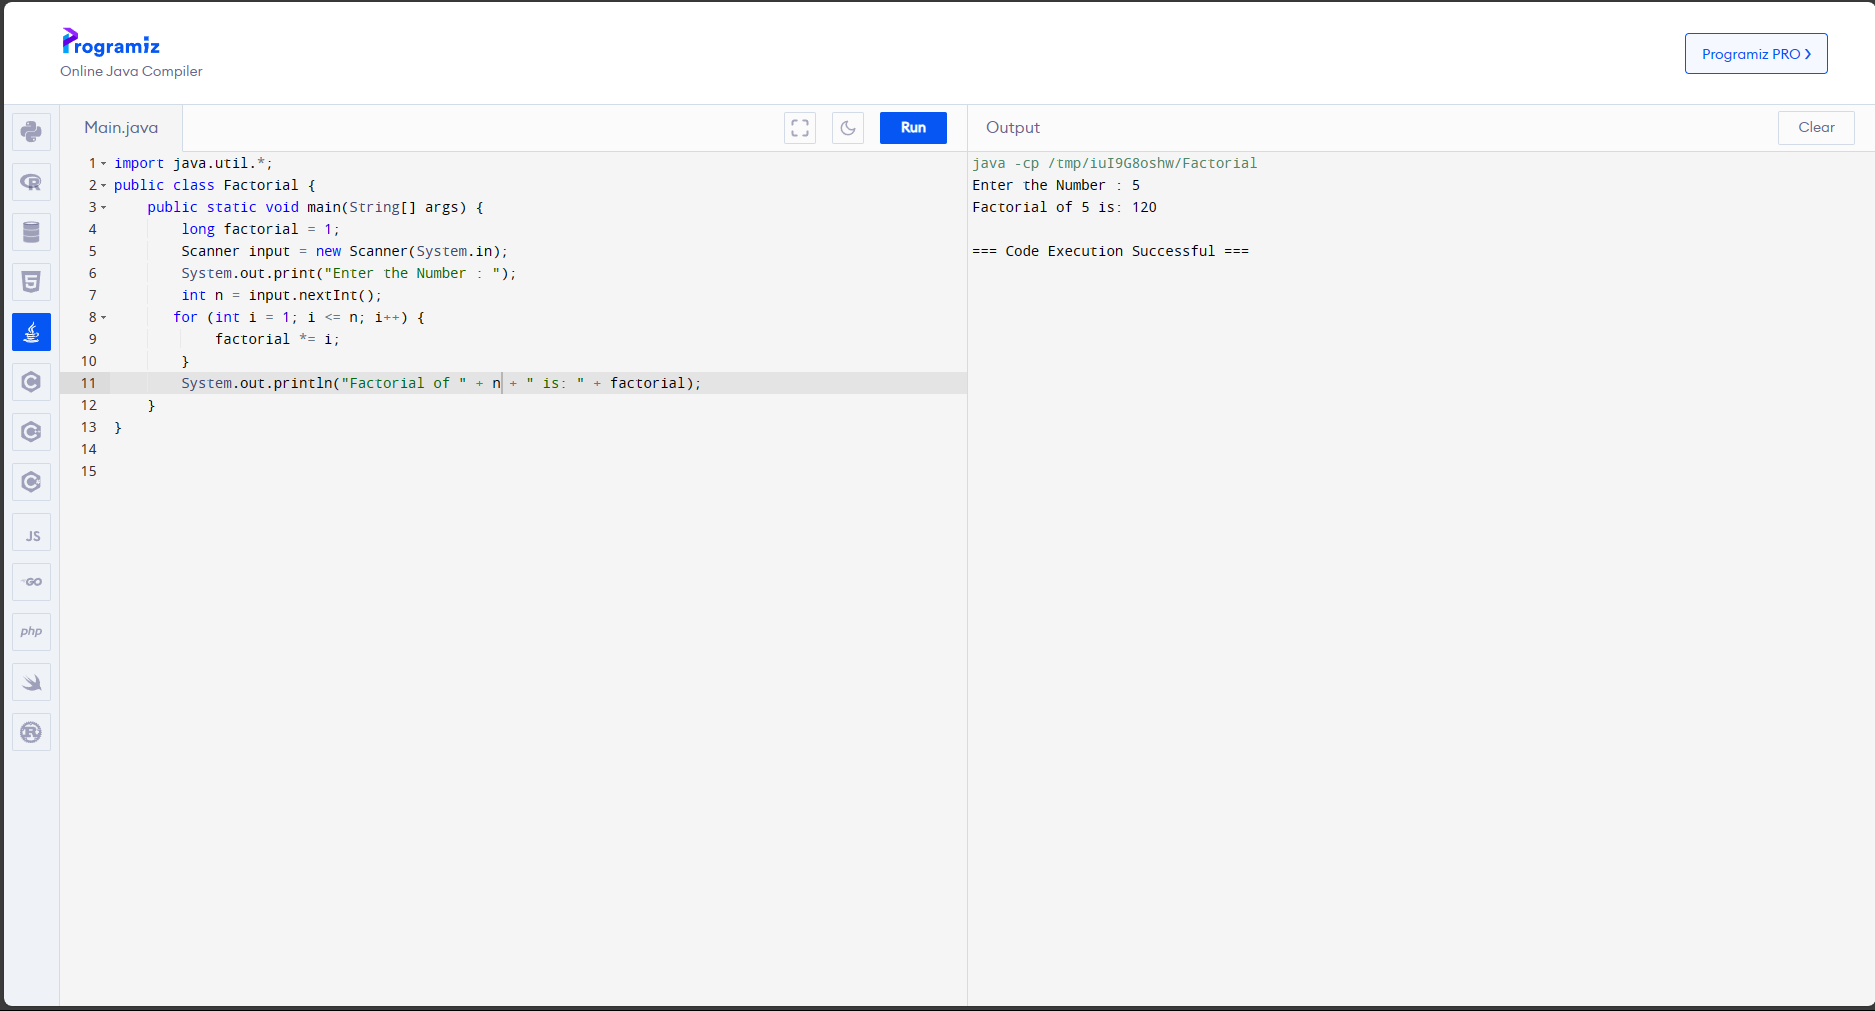 Programiz
Online Java Compiler
Programiz PRO ❯
Main.java
Run
Output
Clear
1 import java.util.*;
2 public class Factorial {
3     public static void main(String[] args) {
4         long factorial = 1;
5         Scanner input = new Scanner(System.in);
6         System.out.print("Enter the Number : ");
7         int n = input.nextInt();
8        for (int i = 1; i <= n; i++) {
9             factorial *= i;
10         }
11         System.out.println("Factorial of " + n + " is: " + factorial);
12     }
13 }
14
15
java -cp /tmp/iuI9G8oshw/Factorial
Enter the Number : 5
Factorial of 5 is: 120
=== Code Execution Successful ===
R
5
C
C
C
JS
GO
php
R